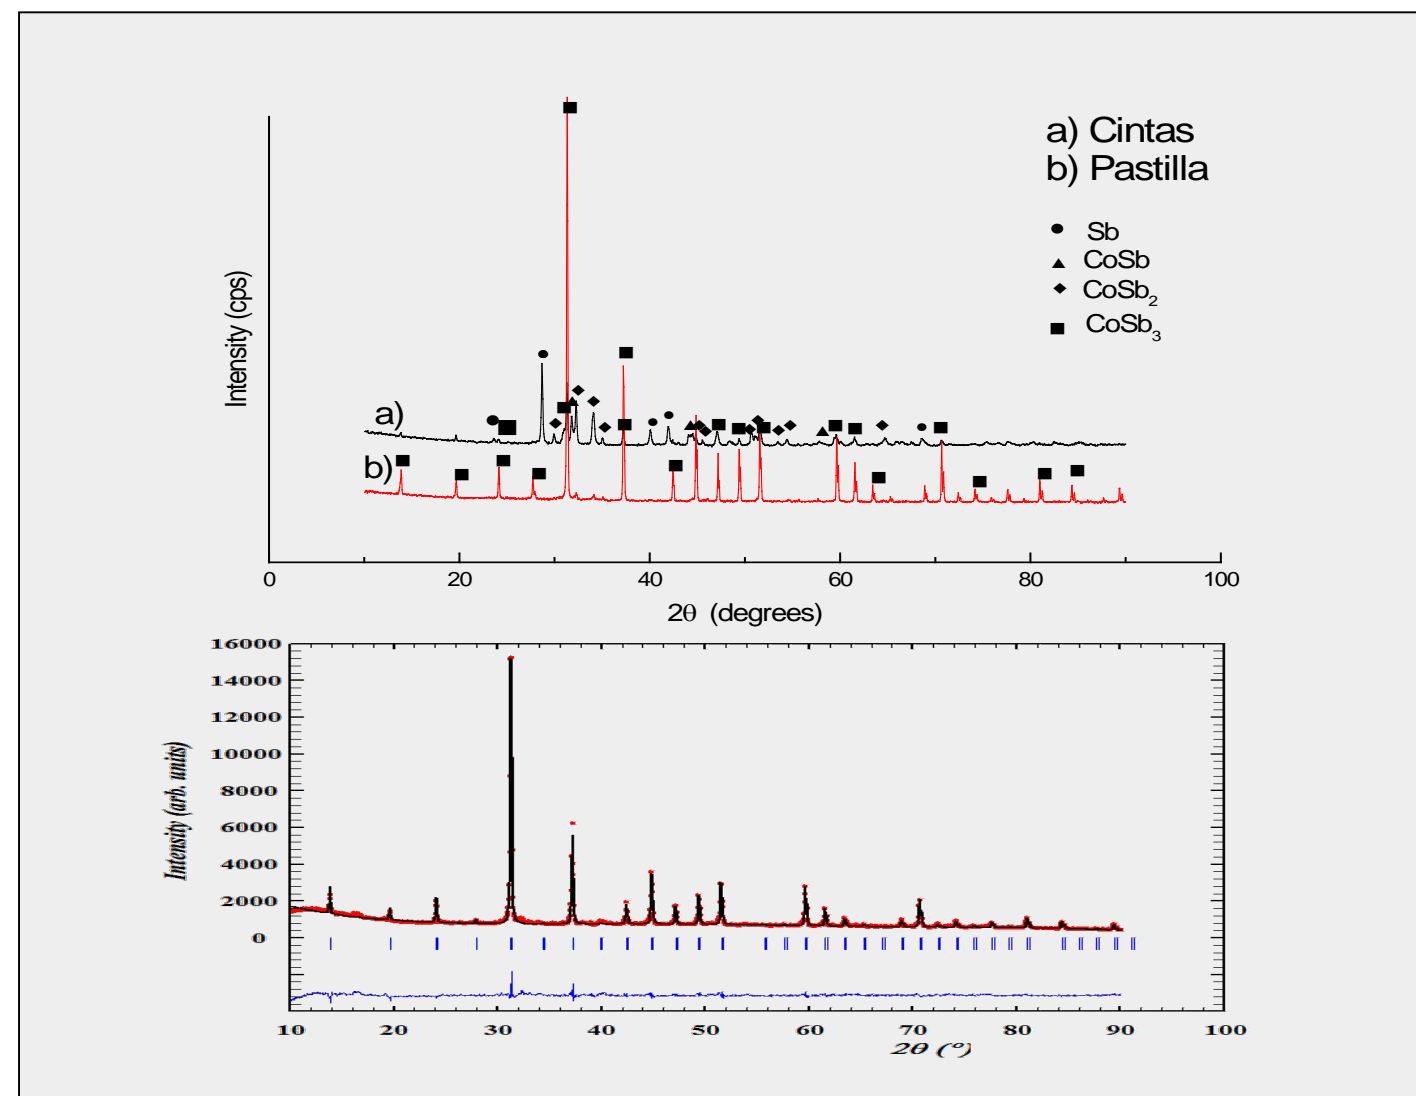 a) Cintas
b) Pastilla
Sb
CoSb
CoSb2
CoSb3
Intensity (cps)
a)
b)
0 20 40 60 80 100
2θ (degrees)
16000
14000
12000
10000
8000
6000
4000
2000
0
Intensity (arb. units)
10 20 30 40 50 60 70 80 90 100
2θ (°)